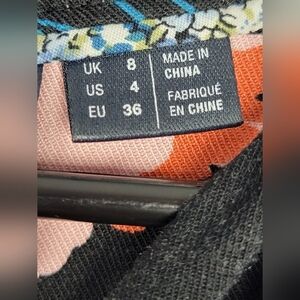 UK 8
US 4
EU 36
MADE IN
CHINA
FABRIQUÉ
EN CHINE